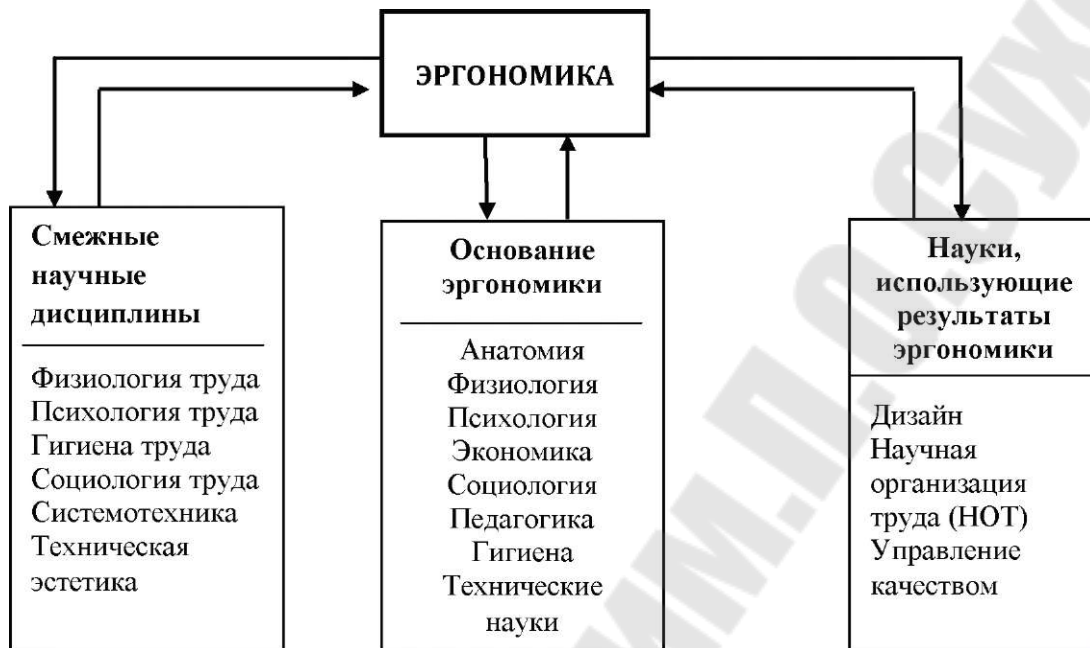 ЭРГОНОМИКА
Смежные
научные
дисциплины
Физиология труда
Психология труда
Гигиена труда
Социология труда
Системотехника
Техническая
эстетика
Основание
эргономики
Анатомия
Физиология
Психология
Экономика
Социология
Педагогика
Гигиена
Технические
науки
Науки,
использующие
результаты
эргономики
Дизайн
Научная
организация
труда (НОТ)
Управление
качеством